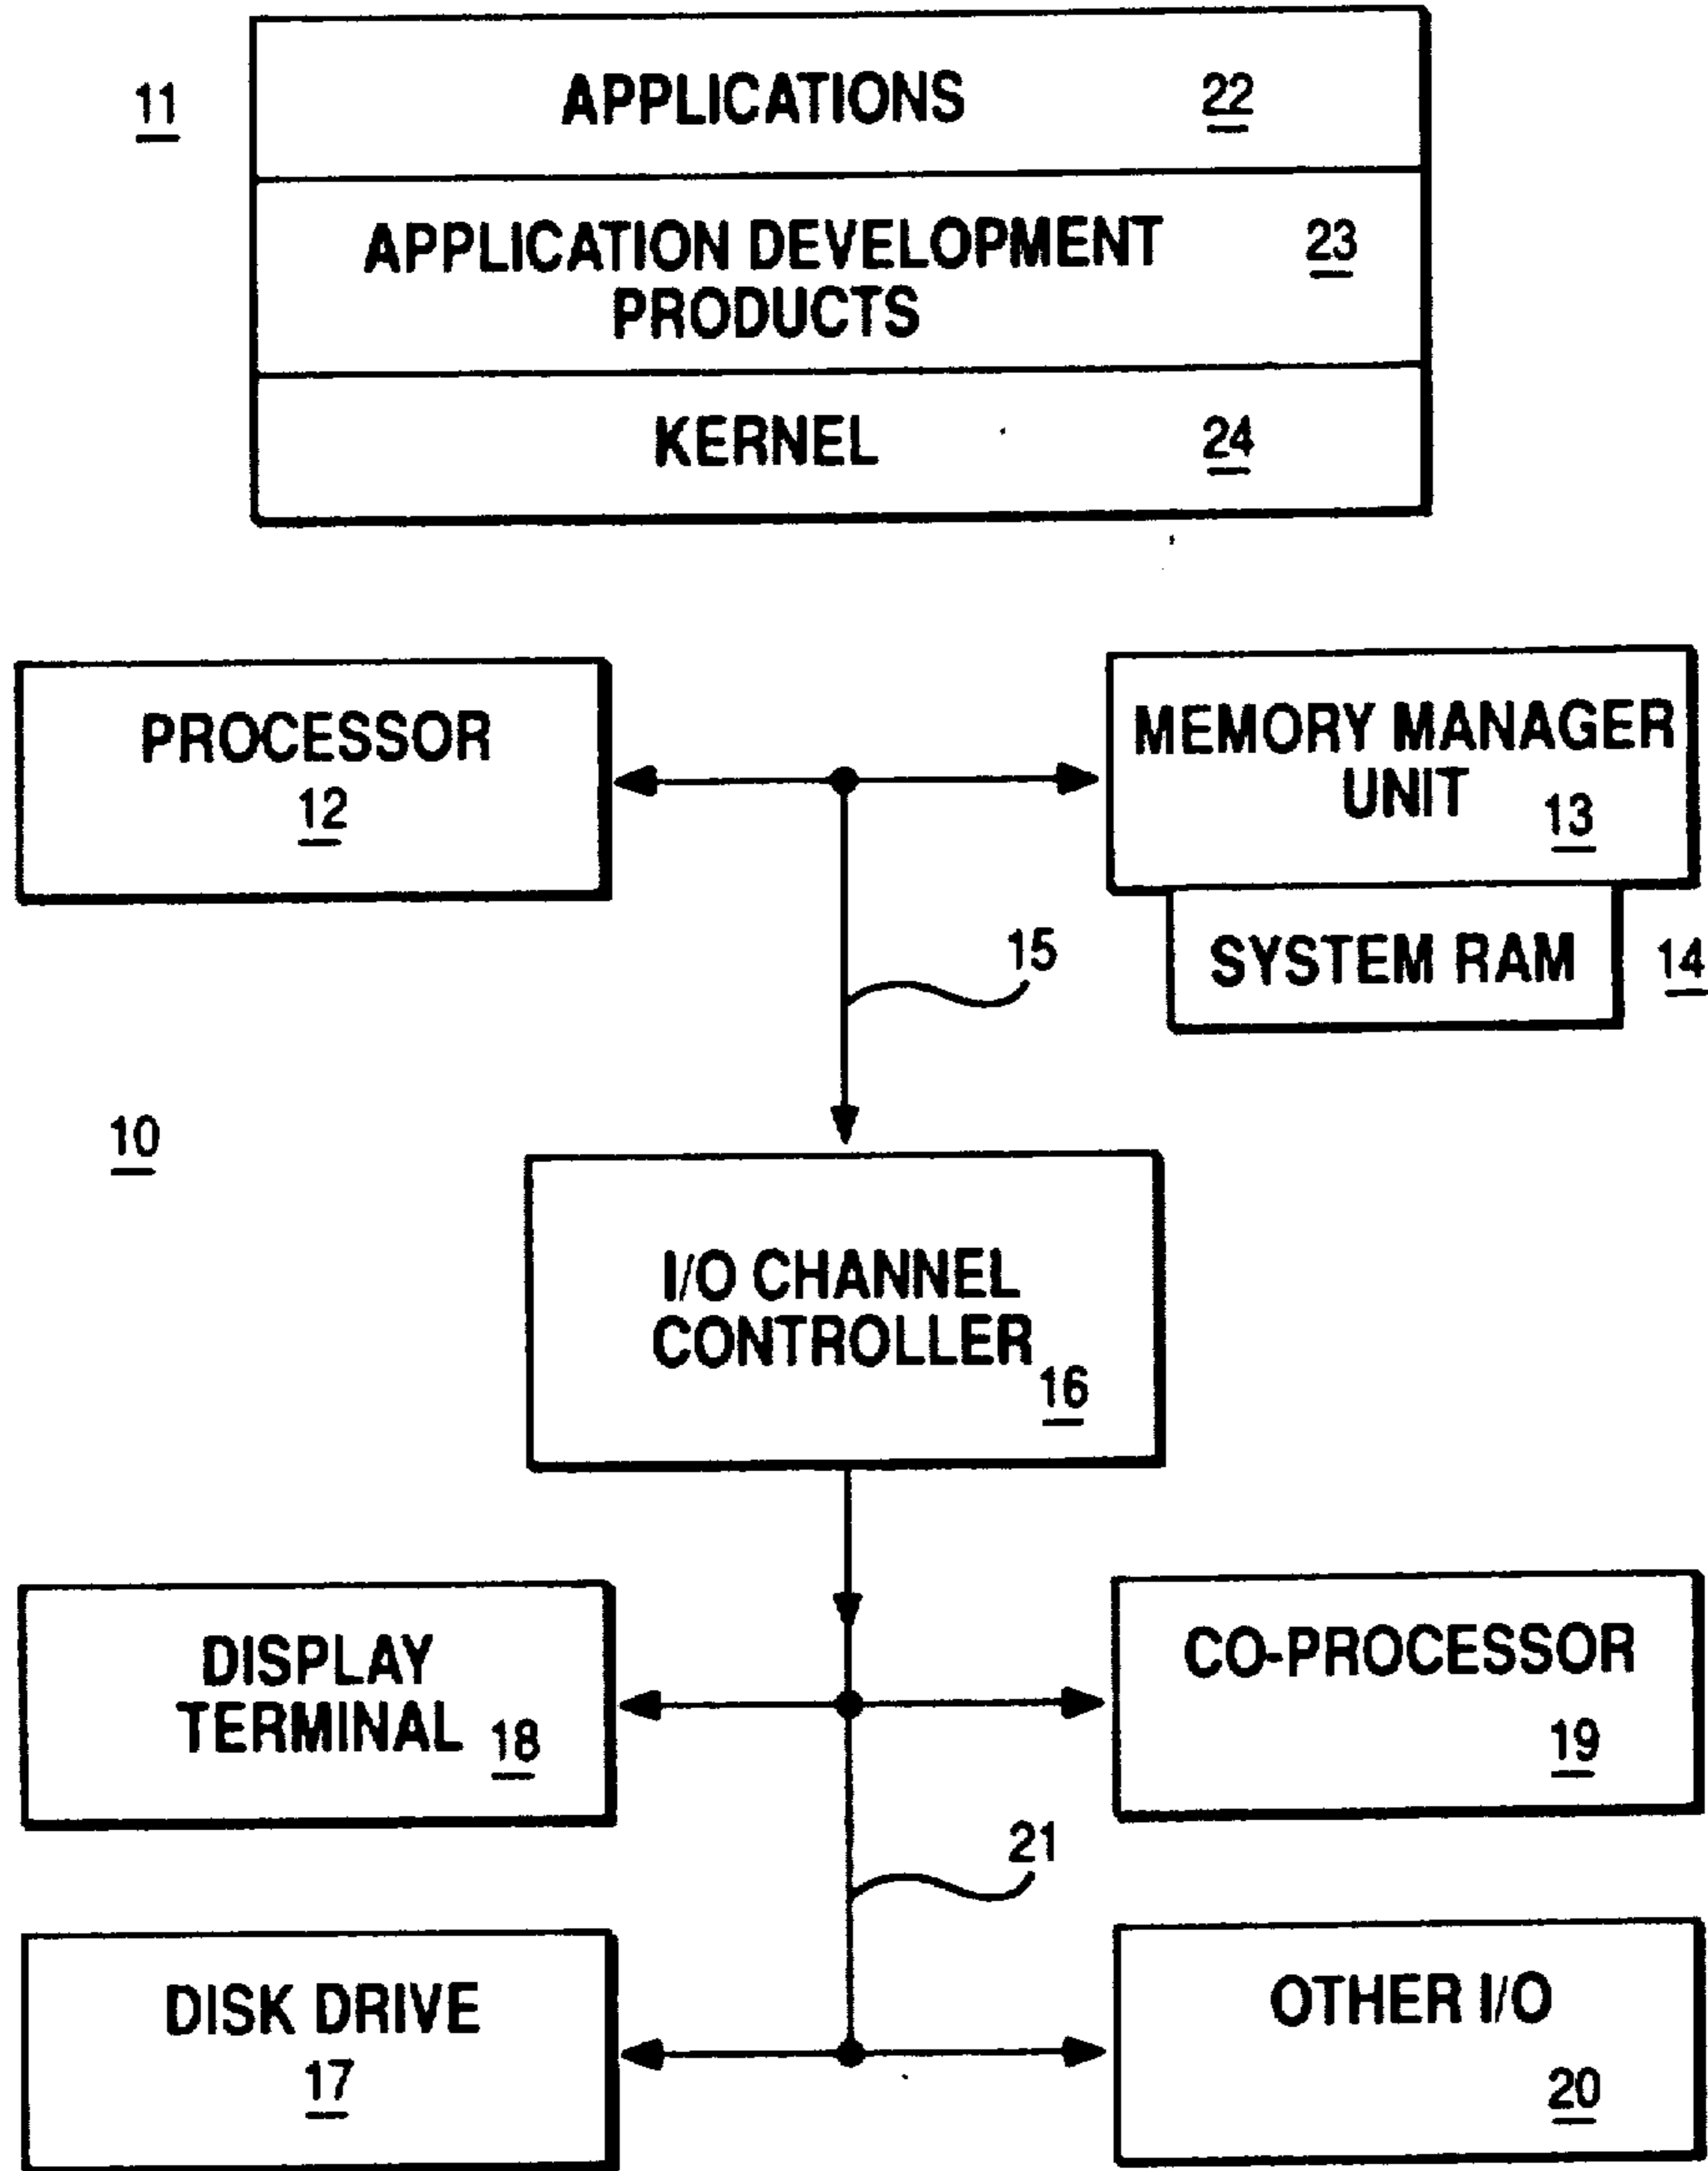 11
APPLICATIONS 22
APPLICATION DEVELOPMENT 23
PRODUCTS
KERNEL 24
PROCESSOR
12
MEMORY MANAGER
UNIT 13
SYSTEM RAM 14
15
10
I/O CHANNEL
CONTROLLER
16
DISPLAY
TERMINAL 18
CO-PROCESSOR
19
21
DISK DRIVE
17
OTHER I/O
20